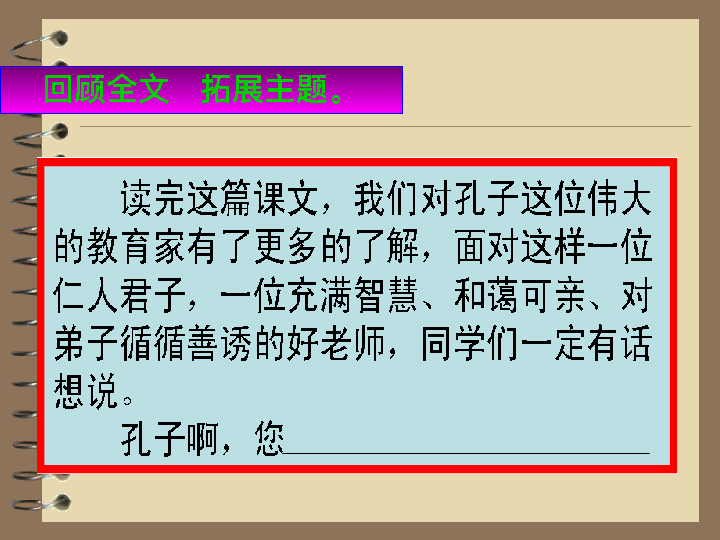 回顾全文　拓展主题。
　　读完这篇课文，我们对孔子这位伟大
的教育家有了更多的了解，面对这样一位
仁人君子，一位充满智慧、和蔼可亲、对
弟子循循善诱的好老师，同学们一定有话
想说。
　　孔子啊，您___________________